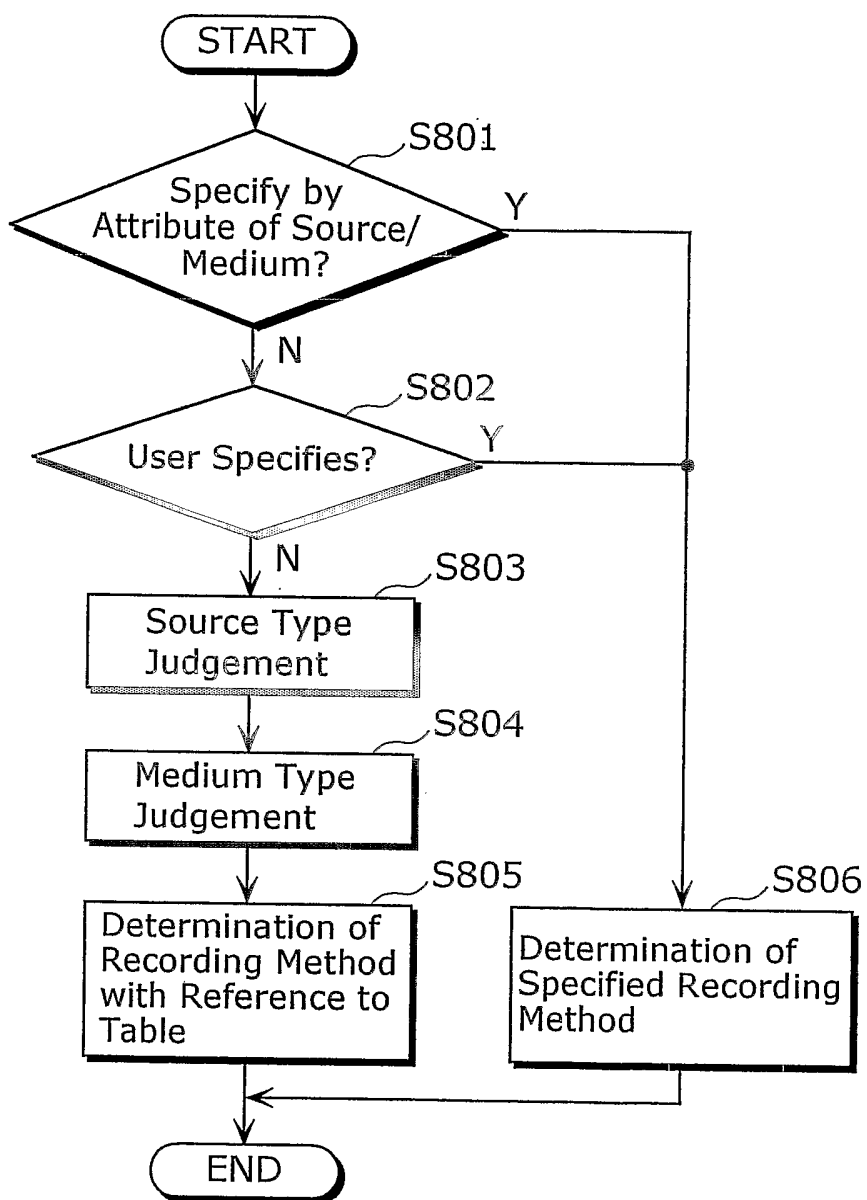 START
S801
Specify by
Attribute of Source/
Medium?
Y
N
S802
User Specifies?
Y
N
S803
Source Type
Judgement
S804
Medium Type
Judgement
S805
Determination of
Recording Method
with Reference to
Table
S806
Determination of
Specified Recording
Method
END